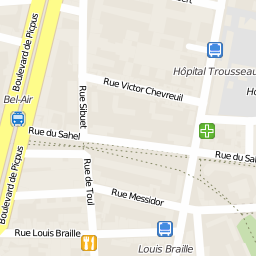 Boulevard de Picpus
Hôpital Trousseau
Rue Victor Chevreuil
Bel-Air
Rue Sibuet
Rue du Sahel
Rue du Sah
Boulevard de Picpus
Rue de Toul
Rue Messidor
Rue Louis Braille
Louis Braille